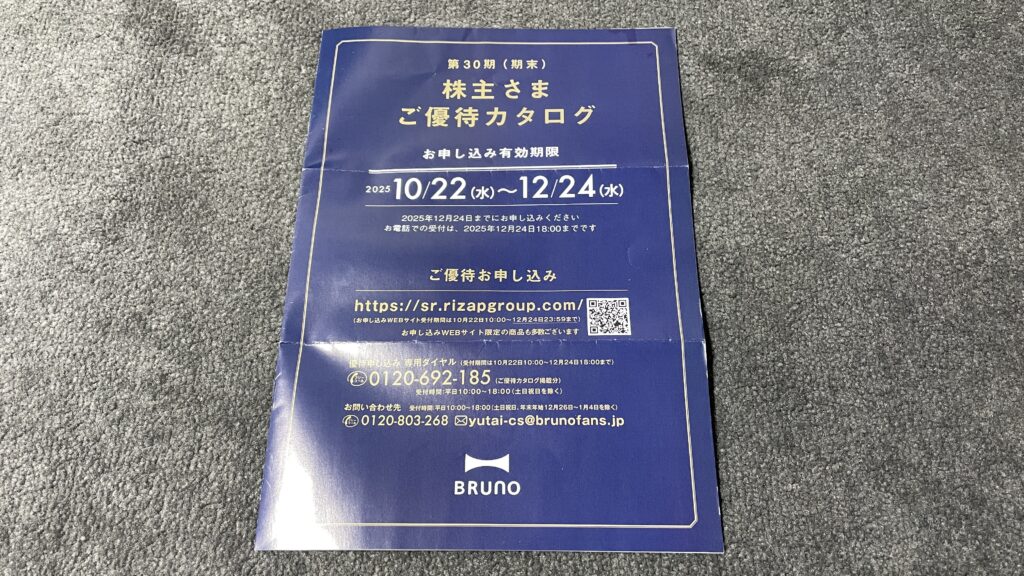 第30期(期末)
株主さま
ご優待カタログ
お申し込み有効期限
2025 10/22(水)〜12/24(水)
2025年12月24日までにお申し込みください
お電話での受付は、2025年12月24日18:00までです
ご優待お申し込み
https://sr.rizapgroup.com/
(お申し込みWEBサイト受付期間は10月22日10:00〜12月24日23:59まで)
お申し込みWEBサイト限定の商品も多数ございます
優待申し込み 専用ダイヤル (受付期間は10月22日10:00〜12月24日18:00まで)
0120-692-185 (ご優待カタログ掲載分)
受付時間:平日10:00〜18:00(土日祝日を除く)
お問い合わせ先 受付時間:平日10:00〜18:00(土日祝日、年末年始12月26日〜1月4日を除く)
0120-803-268 yutai-cs@brunofans.jp
BRUNO